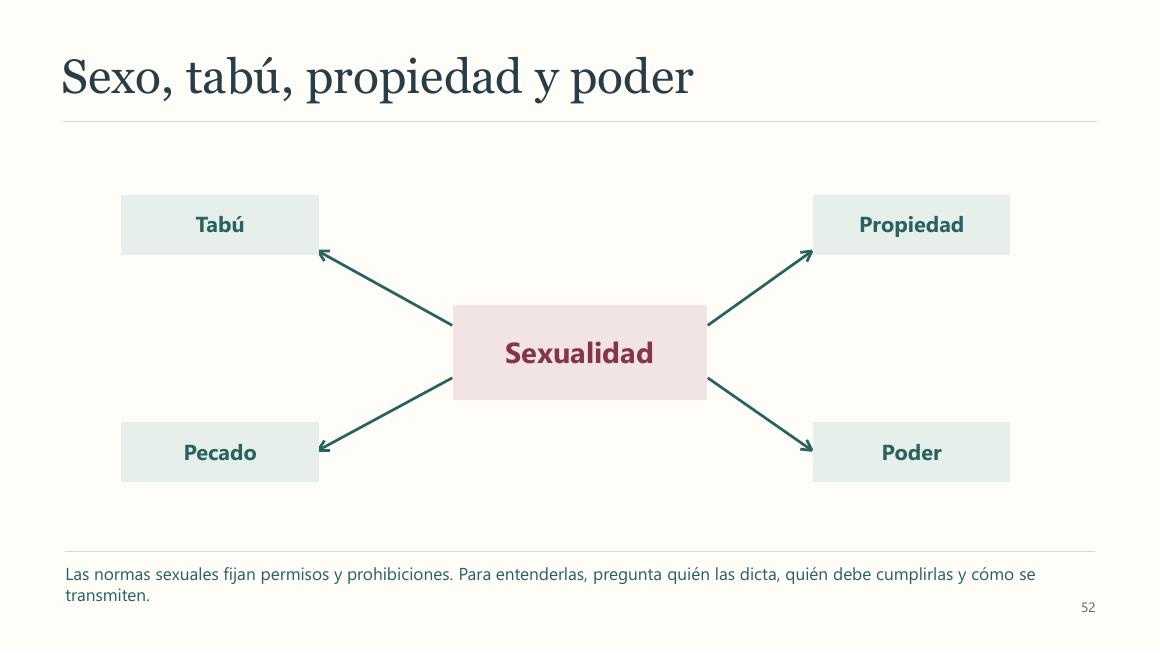 Sexo, tabú, propiedad y poder
Tabú
Propiedad
Sexualidad
Pecado
Poder
Las normas sexuales fijan permisos y prohibiciones. Para entenderlas, pregunta quién las dicta, quién debe cumplirlas y cómo se
transmiten.
52